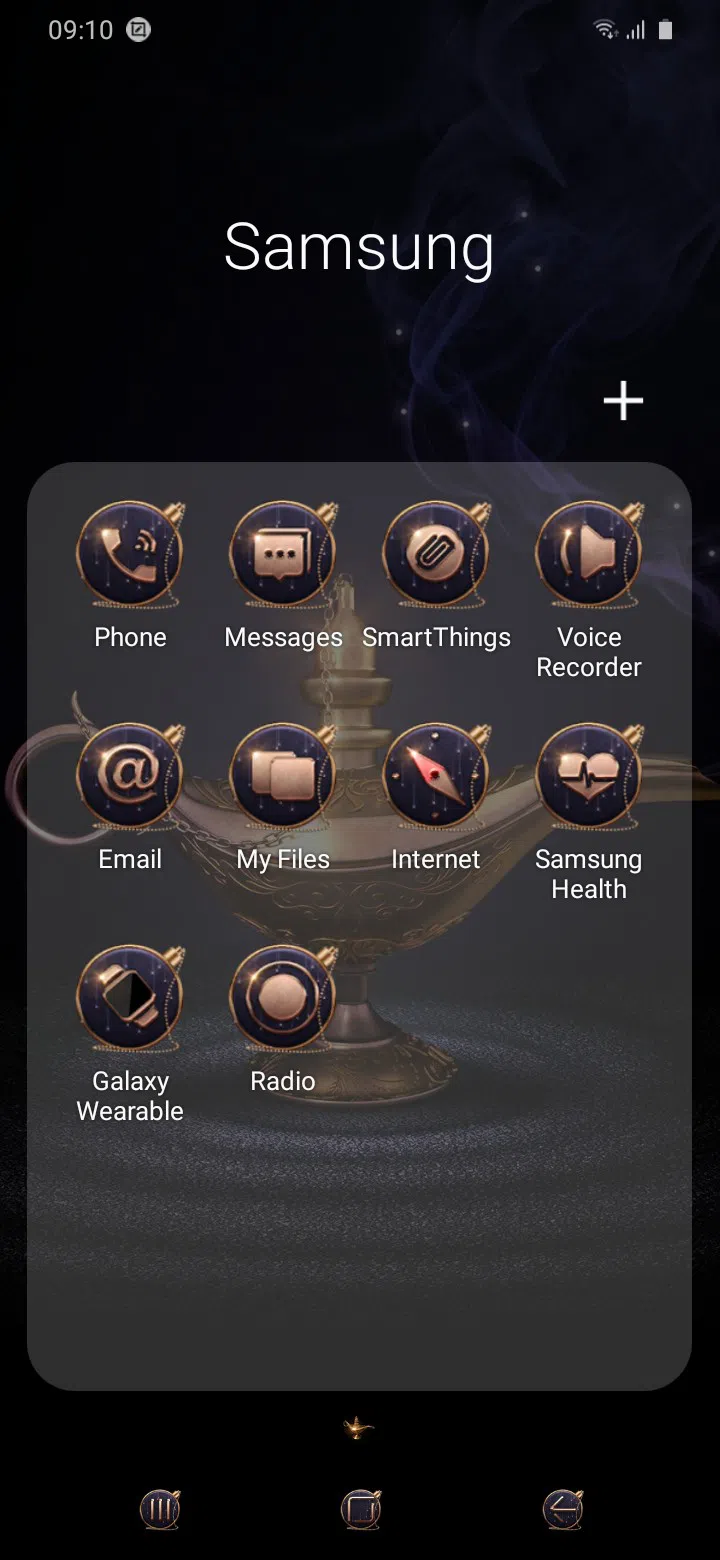 09:10
Samsung
Phone
Messages
SmartThings
Voice
Recorder
Email
My Files
Internet
Samsung
Health
Galaxy
Wearable
Radio